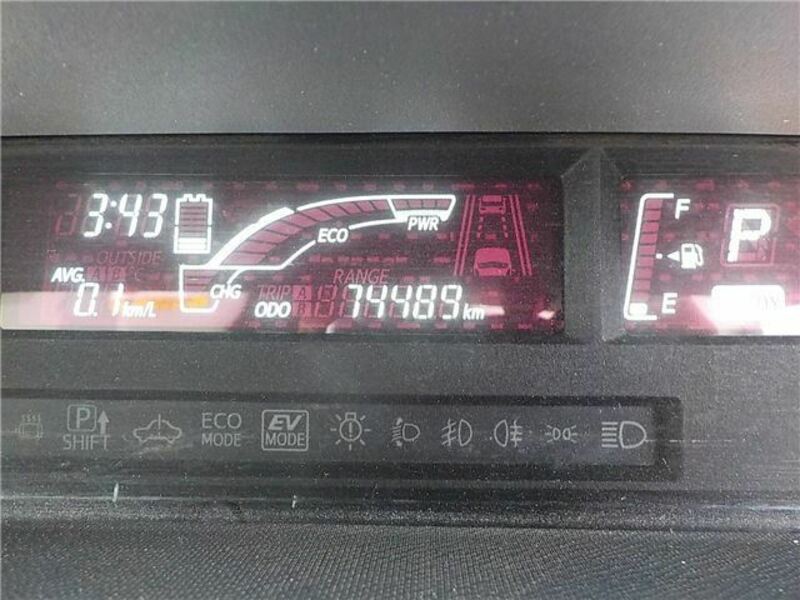 3:43
ECO
PWR
F
P
OUTSIDE
AVG.
0.1 km/L
CHG
RANGE
TRIP A
B
ODO 74489 km
E
P
SHIFT
ECO
MODE
EV
MODE